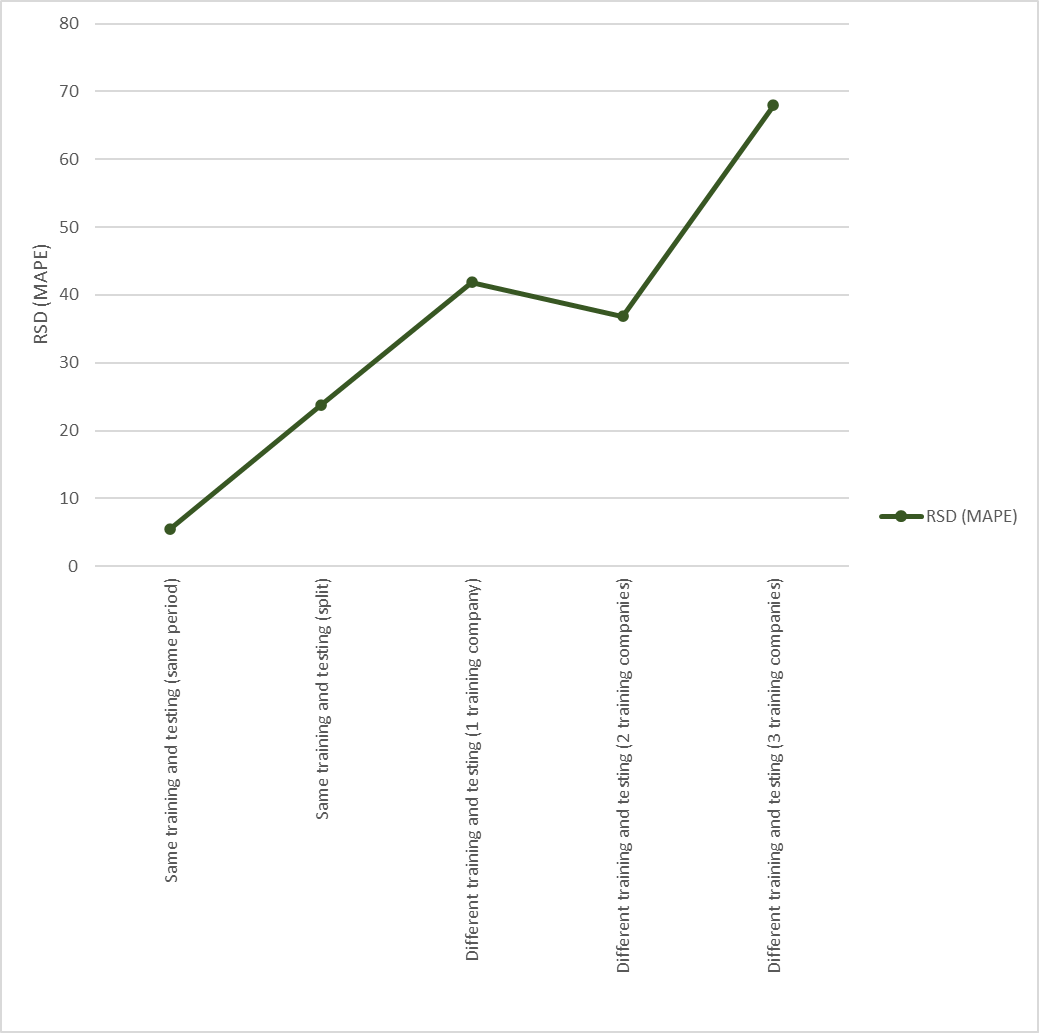 80
70
60
50
40
30
20
10
0
RSD (MAPE)
Same training and testing (same period)
Same training and testing (split)
Different training and testing (1 training company)
Different training and testing (2 training companies)
Different training and testing (3 training companies)
RSD (MAPE)